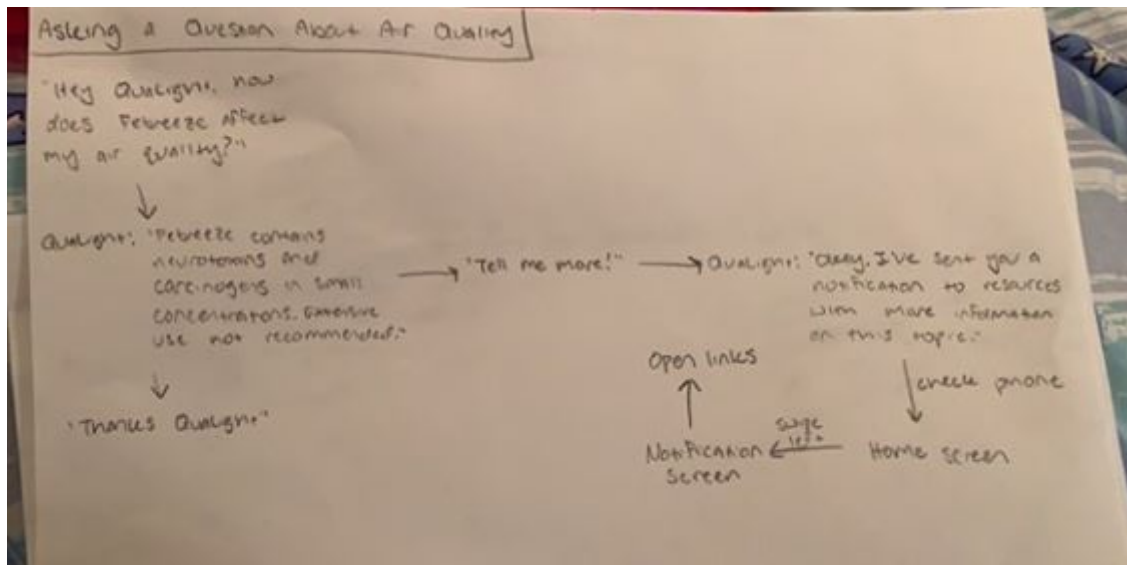 Asking a Question About Air Quality
"Hey QuaLight, how
does Febreeze affect
my air quality?"
QuaLight: "Febreeze contains
neurotoxins and
carcinogens in small
concentrations. Extensive
use not recommended."
"Thanks QuaLight"
"Tell me more!"
QuaLight: "Okay, I've sent you a
notification to resources
with more information
on this topic."
check phone
Home screen
swipe
left
Notification
screen
Open links